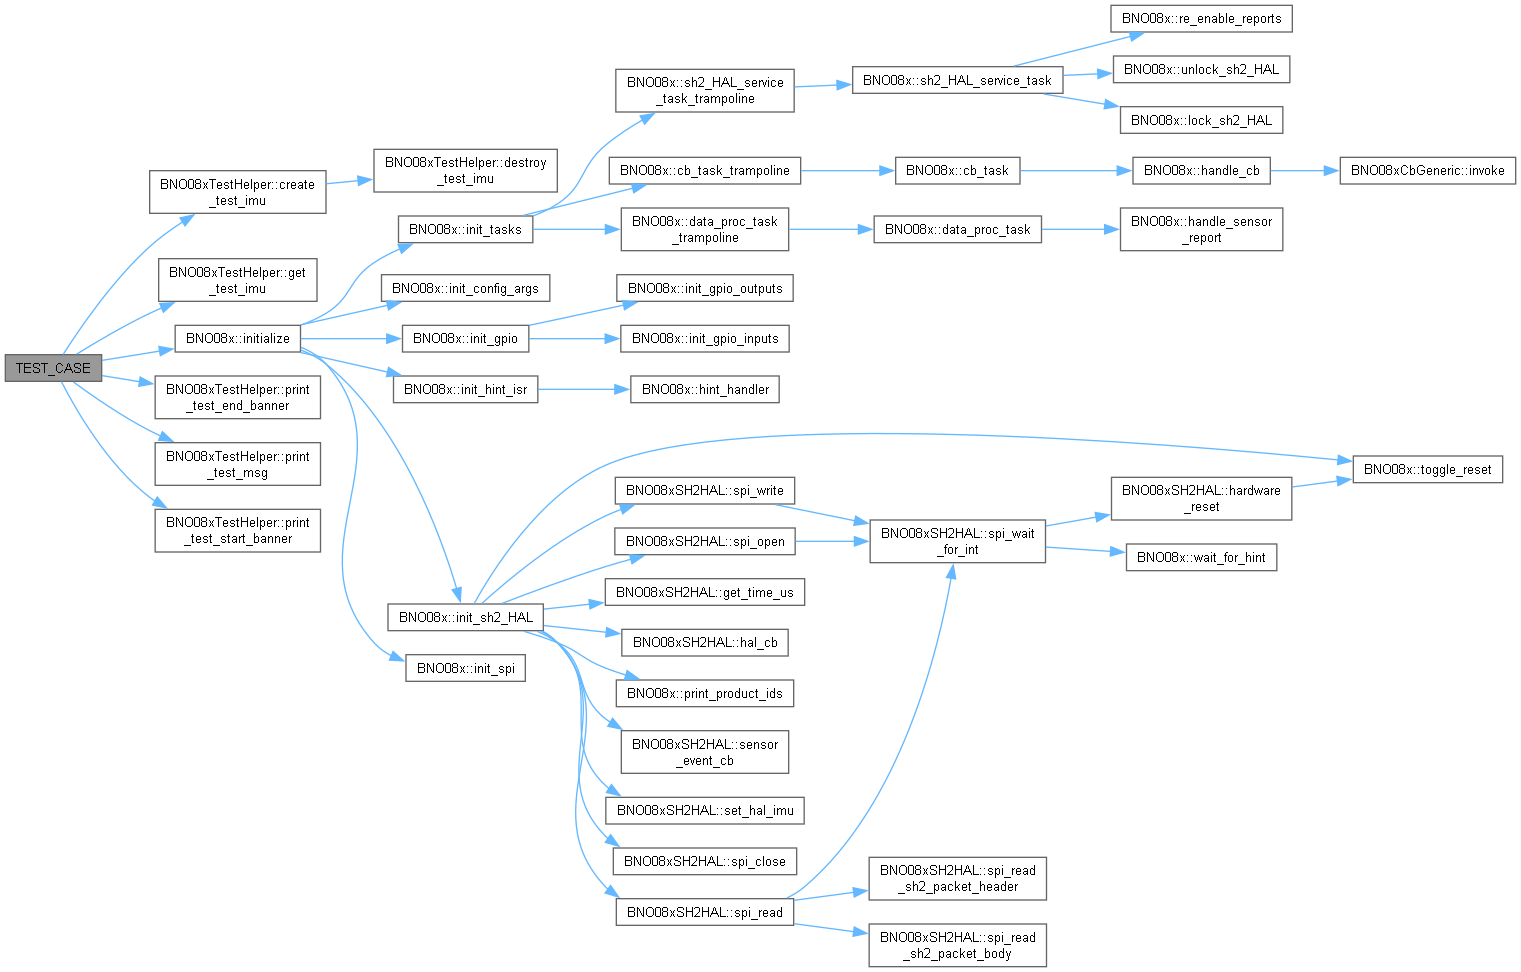 TEST_CASE
BNO08xTestHelper::create
_test_imu
BNO08xTestHelper::destroy
_test_imu
BNO08xTestHelper::get
_test_imu
BNO08x::initialize
BNO08xTestHelper::print
_test_end_banner
BNO08xTestHelper::print
_test_msg
BNO08xTestHelper::print
_test_start_banner
BNO08x::init_tasks
BNO08x::init_config_args
BNO08x::init_gpio
BNO08x::init_hint_isr
BNO08x::init_sh2_HAL
BNO08x::init_spi
BNO08x::sh2_HAL_service
_task_trampoline
BNO08x::cb_task_trampoline
BNO08x::data_proc_task
_trampoline
BNO08x::init_gpio_outputs
BNO08x::init_gpio_inputs
BNO08x::hint_handler
BNO08xSH2HAL::spi_write
BNO08xSH2HAL::spi_open
BNO08xSH2HAL::get_time_us
BNO08xSH2HAL::hal_cb
BNO08x::print_product_ids
BNO08xSH2HAL::sensor
_event_cb
BNO08xSH2HAL::set_hal_imu
BNO08xSH2HAL::spi_close
BNO08xSH2HAL::spi_read
BNO08x::sh2_HAL_service_task
BNO08x::cb_task
BNO08x::data_proc_task
BNO08xSH2HAL::spi_wait
_for_int
BNO08xSH2HAL::spi_read
_sh2_packet_header
BNO08xSH2HAL::spi_read
_sh2_packet_body
BNO08x::re_enable_reports
BNO08x::unlock_sh2_HAL
BNO08x::lock_sh2_HAL
BNO08x::handle_cb
BNO08x::handle_sensor
_report
BNO08xSH2HAL::hardware
_reset
BNO08x::wait_for_hint
BNO08xCbGeneric::invoke
BNO08x::toggle_reset